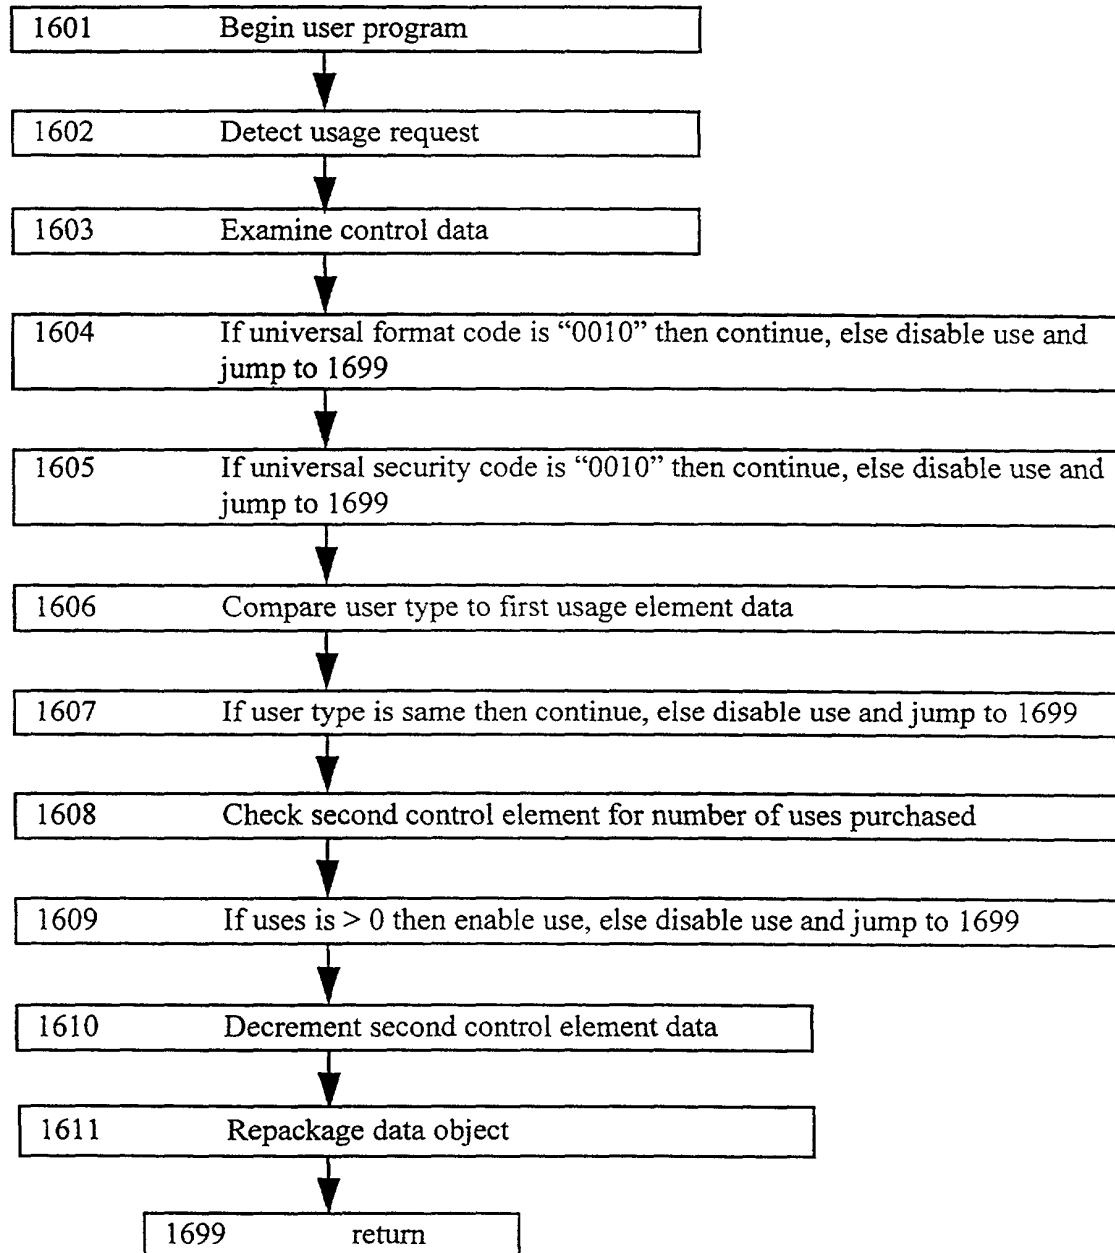 1601 Begin user program
1602 Detect usage request
1603 Examine control data
1604 If universal format code is “0010” then continue, else disable use and
jump to 1699
1605 If universal security code is “0010” then continue, else disable use and
jump to 1699
1606 Compare user type to first usage element data
1607 If user type is same then continue, else disable use and jump to 1699
1608 Check second control element for number of uses purchased
1609 If uses is > 0 then enable use, else disable use and jump to 1699
1610 Decrement second control element data
1611 Repackage data object
1699 return